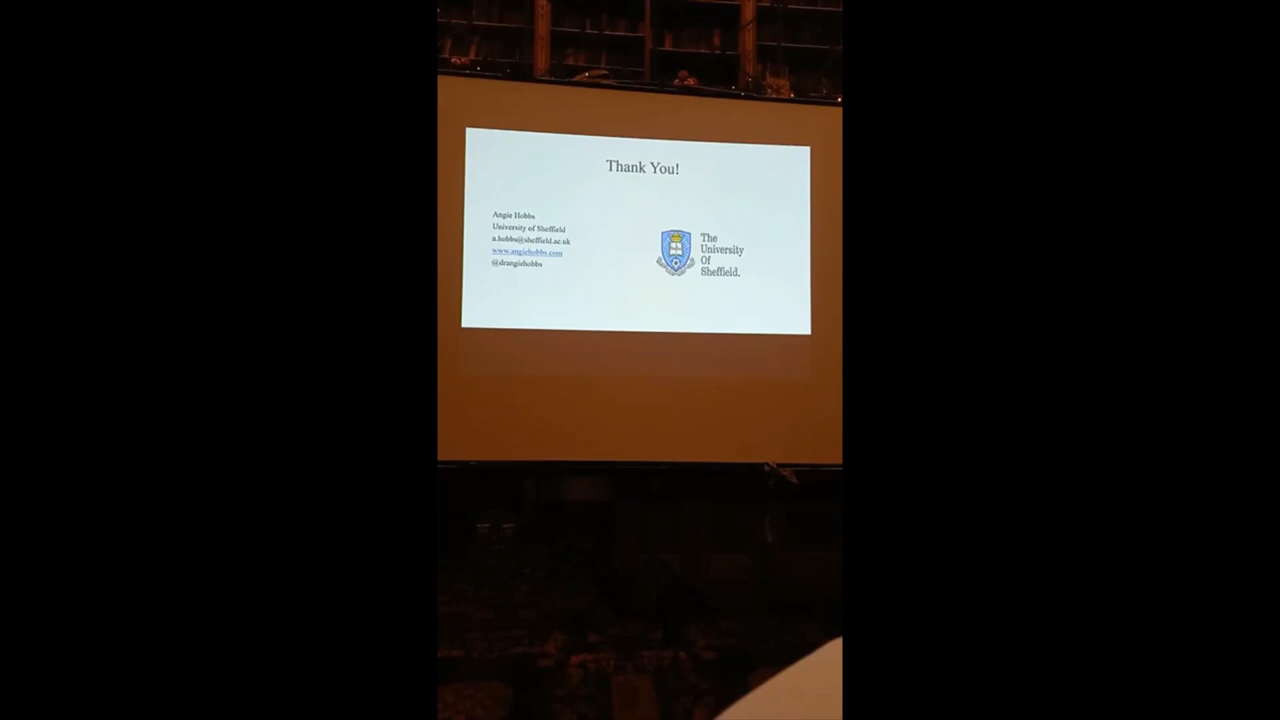 Thank You!
Angie Hobbs
University of Sheffield
a.hobbs@sheffield.ac.uk
www.angiehobbs.com
@drangiehobbs
The
University
Of
Sheffield.